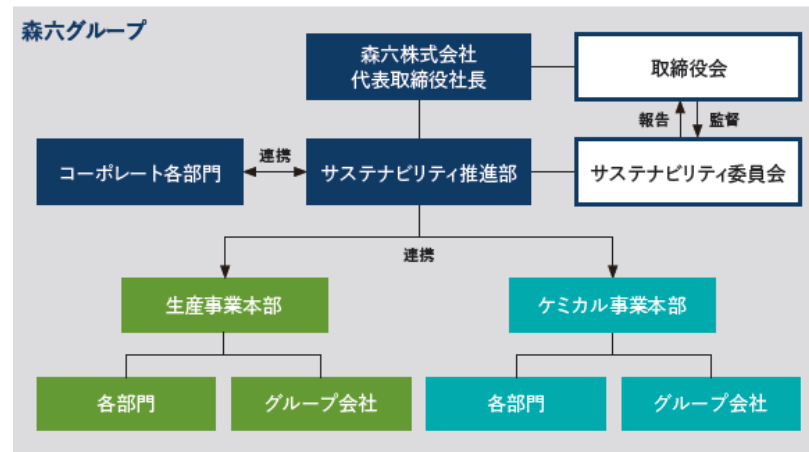 森六グループ
森六株式会社
代表取締役社長
取締役会
報告
監督
コーポレート各部門
連携
サステナビリティ推進部
サステナビリティ委員会
連携
生産事業本部
ケミカル事業本部
各部門
グループ会社
各部門
グループ会社